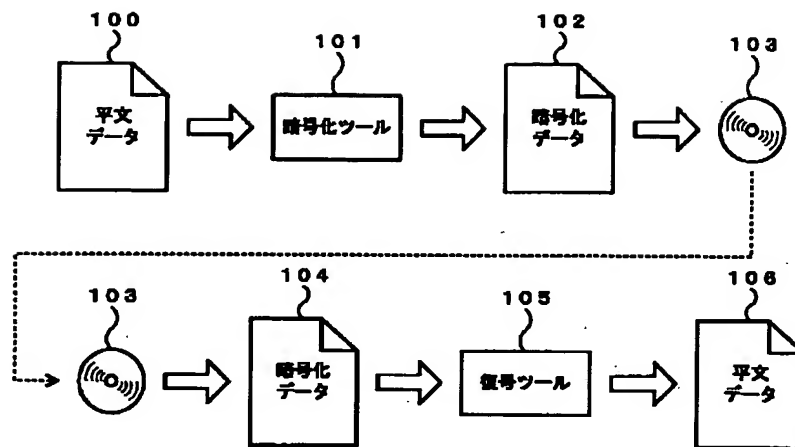 100
101
102
103
平文
データ
暗号化ツール
暗号化
データ
103
104
105
106
暗号化
データ
復号ツール
平文
データ